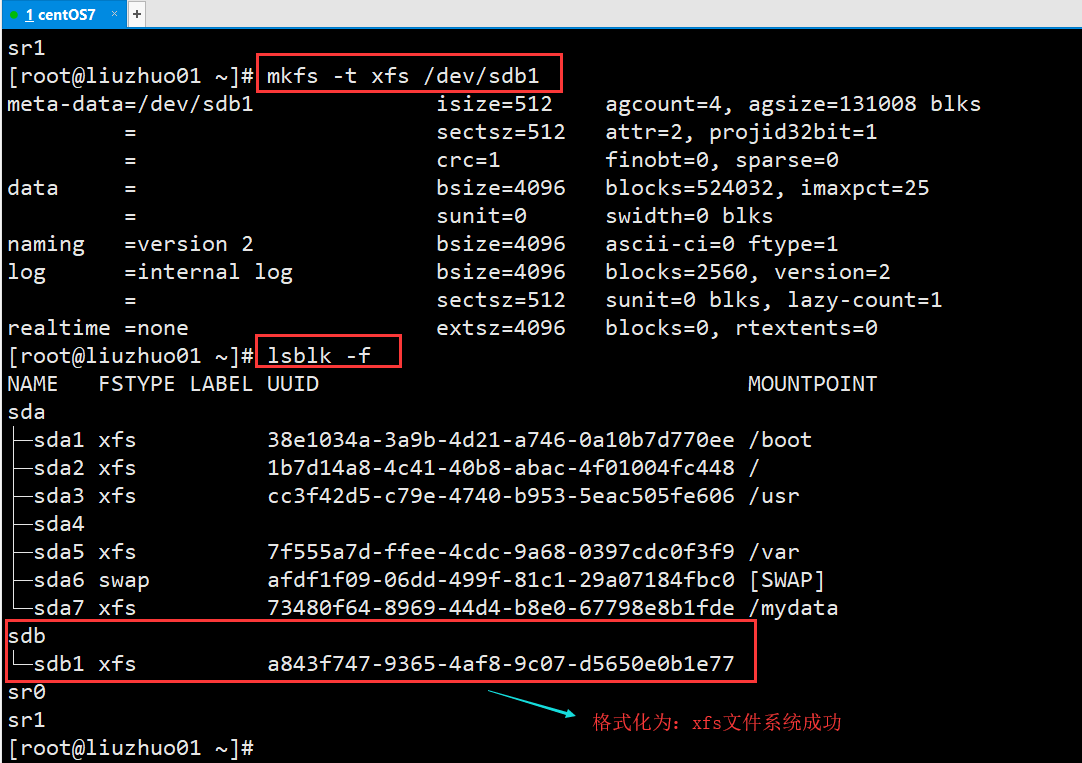 1 centOS7 × +
sr1
[root@liuzhuo01 ~]# mkfs -t xfs /dev/sdb1
meta-data=/dev/sdb1              isize=512    agcount=4, agsize=131008 blks
         =                       sectsz=512   attr=2, projid32bit=1
         =                       crc=1        finobt=0, sparse=0
data     =                       bsize=4096   blocks=524032, imaxpct=25
         =                       sunit=0      swidth=0 blks
naming   =version 2              bsize=4096   ascii-ci=0 ftype=1
log      =internal log           bsize=4096   blocks=2560, version=2
         =                       sectsz=512   sunit=0 blks, lazy-count=1
realtime =none                   extsz=4096   blocks=0, rtextents=0
[root@liuzhuo01 ~]# lsblk -f
NAME   FSTYPE LABEL UUID                                 MOUNTPOINT
sda
├─sda1 xfs          38e1034a-3a9b-4d21-a746-0a10b7d770ee /boot
├─sda2 xfs          1b7d14a8-4c41-40b8-abac-4f01004fc448 /
├─sda3 xfs          cc3f42d5-c79e-4740-b953-5eac505fe606 /usr
├─sda4
├─sda5 xfs          7f555a7d-ffee-4cdc-9a68-0397cdc0f3f9 /var
├─sda6 swap         afdf1f09-06dd-499f-81c1-29a07184fbc0 [SWAP]
└─sda7 xfs          73480f64-8969-44d4-b8e0-67798e8b1fde /mydata
sdb
└─sdb1 xfs          a843f747-9365-4af8-9c07-d5650e0b1e77
sr0
sr1
格式化为：xfs文件系统成功
[root@liuzhuo01 ~]#